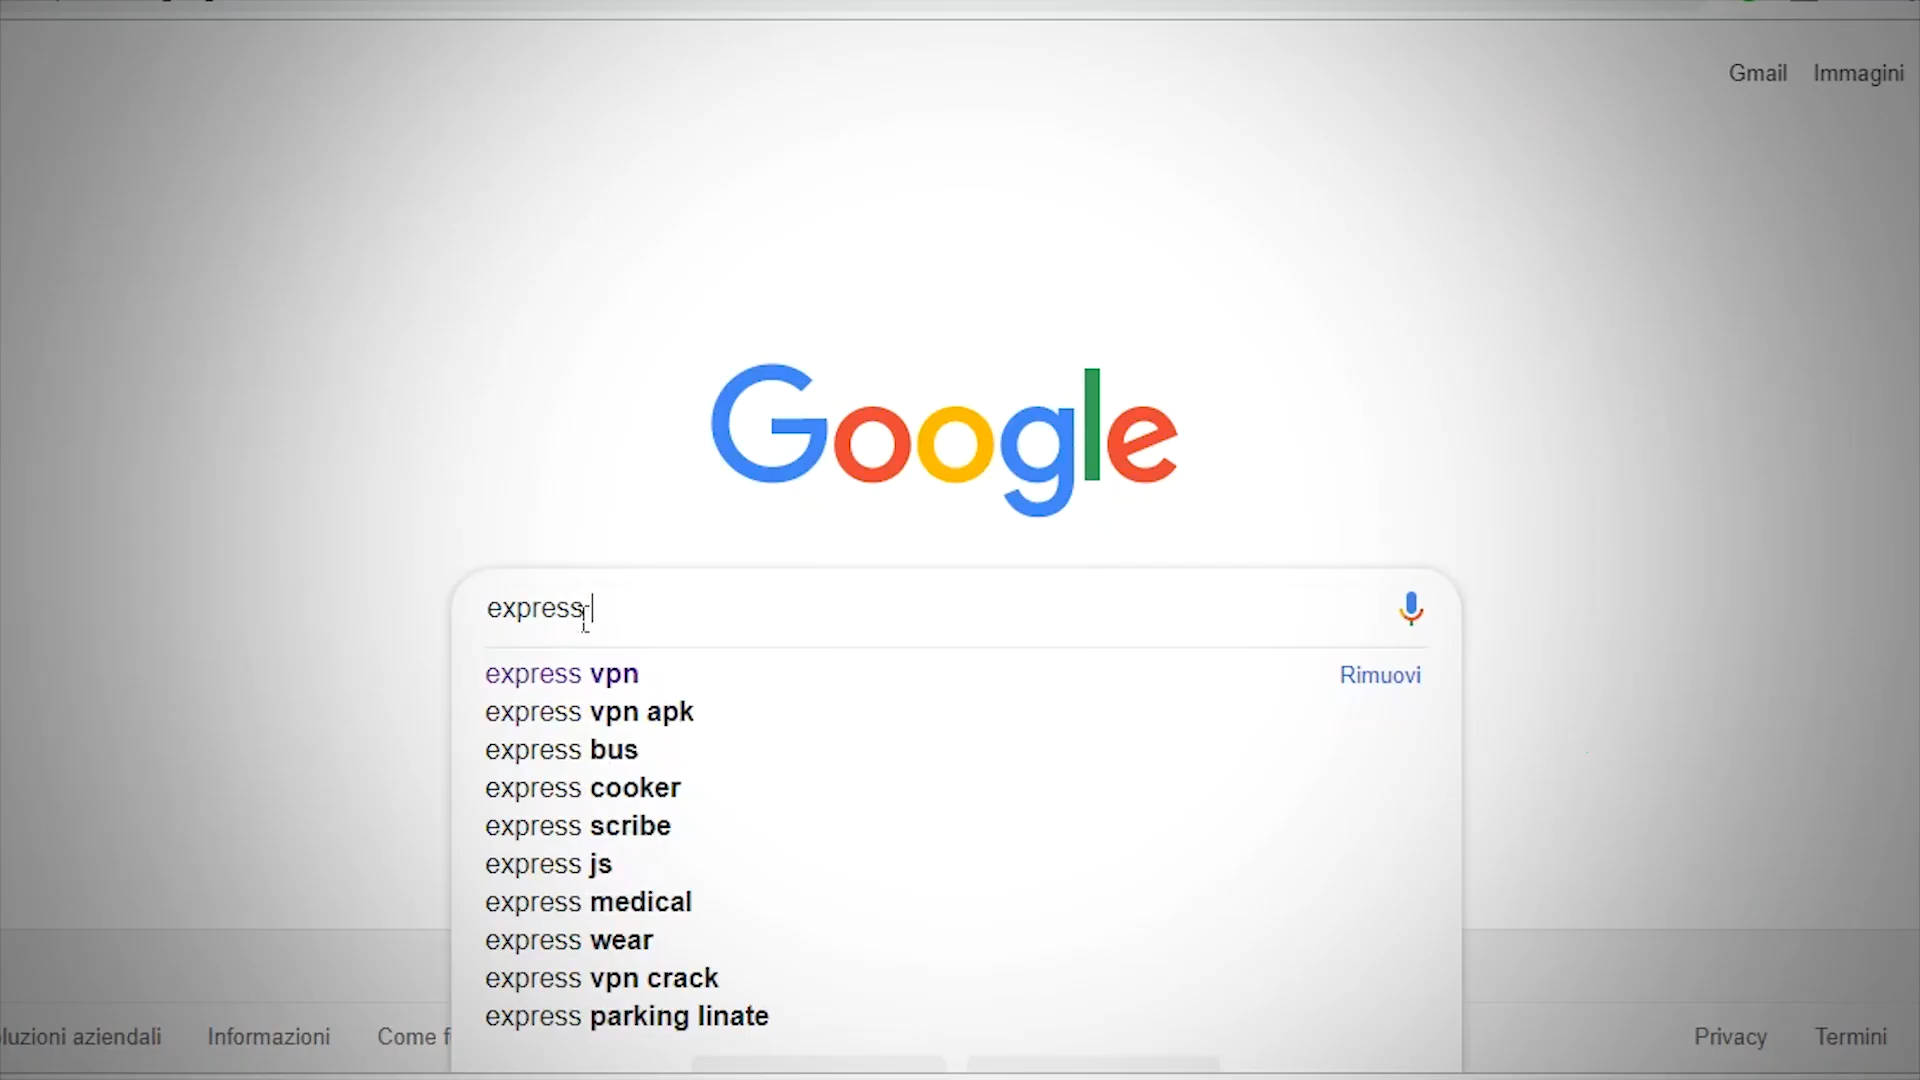 Gmail Immagini
Google
express
express vpn Rimuovi
express vpn apk
express bus
express cooker
express scribe
express js
express medical
express wear
express vpn crack
express parking linate
luzioni aziendali Informazioni Come f Privacy Termini